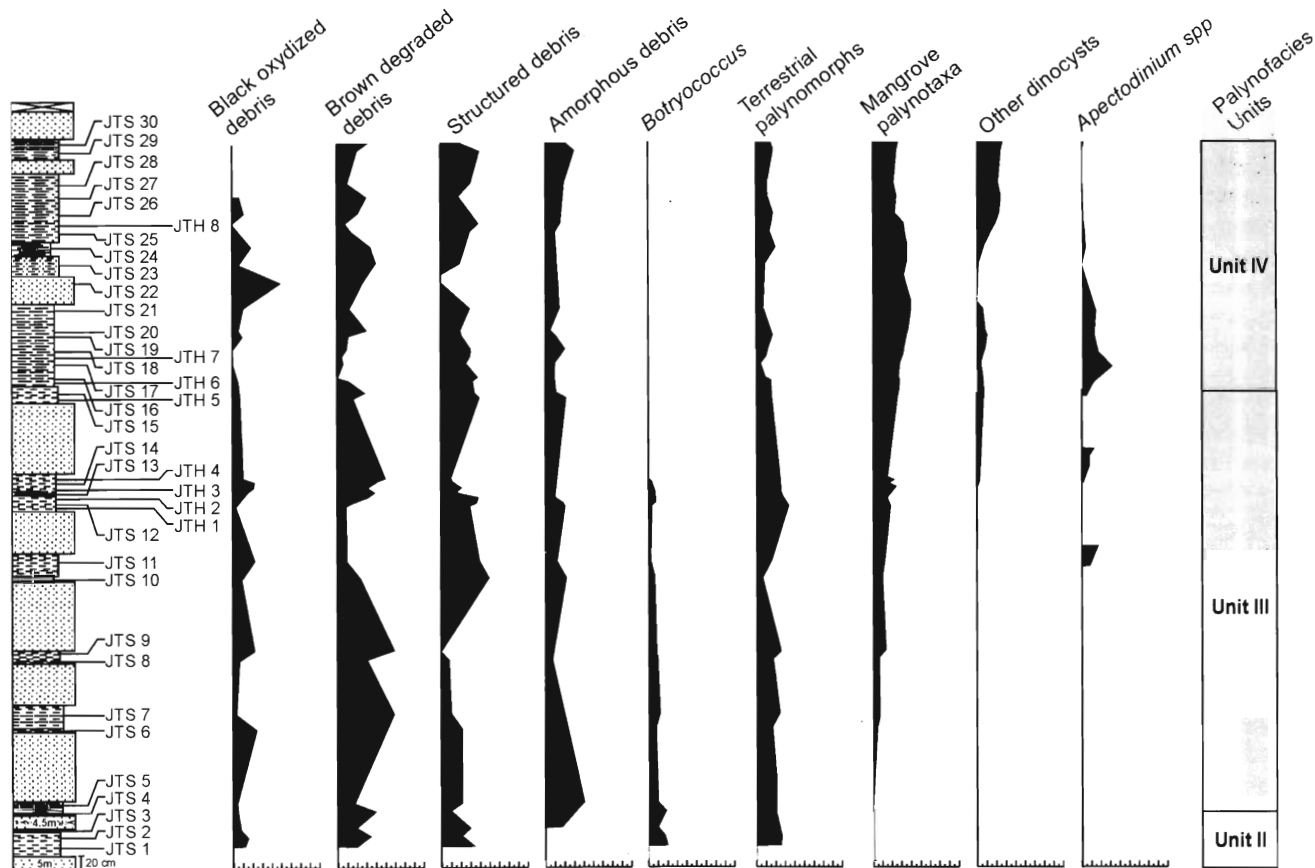 Black oxydized
debris
Brown degraded
debris
Structured debris
Amorphous debris
Botryococcus
Terrestrial
palynomorphs
Mangrove
palynotaxa
Other dinocysts
Apectodinium spp
Palynofacies
Units
JTS 30
JTS 29
JTS 28
JTS 27
JTS 26
JTH 8
JTS 25
JTS 24
JTS 23
JTS 22
JTS 21
JTS 20
JTS 19
JTH 7
JTS 18
JTH 6
JTS 17
JTH 5
JTS 16
JTS 15
JTS 14
JTS 13
JTH 4
JTH 3
JTH 2
JTH 1
JTS 12
JTS 11
JTS 10
JTS 9
JTS 8
JTS 7
JTS 6
JTS 5
JTS 4
JTS 3
4.5m
JTS 2
JTS 1
5m
20 cm
Unit IV
Unit III
Unit II